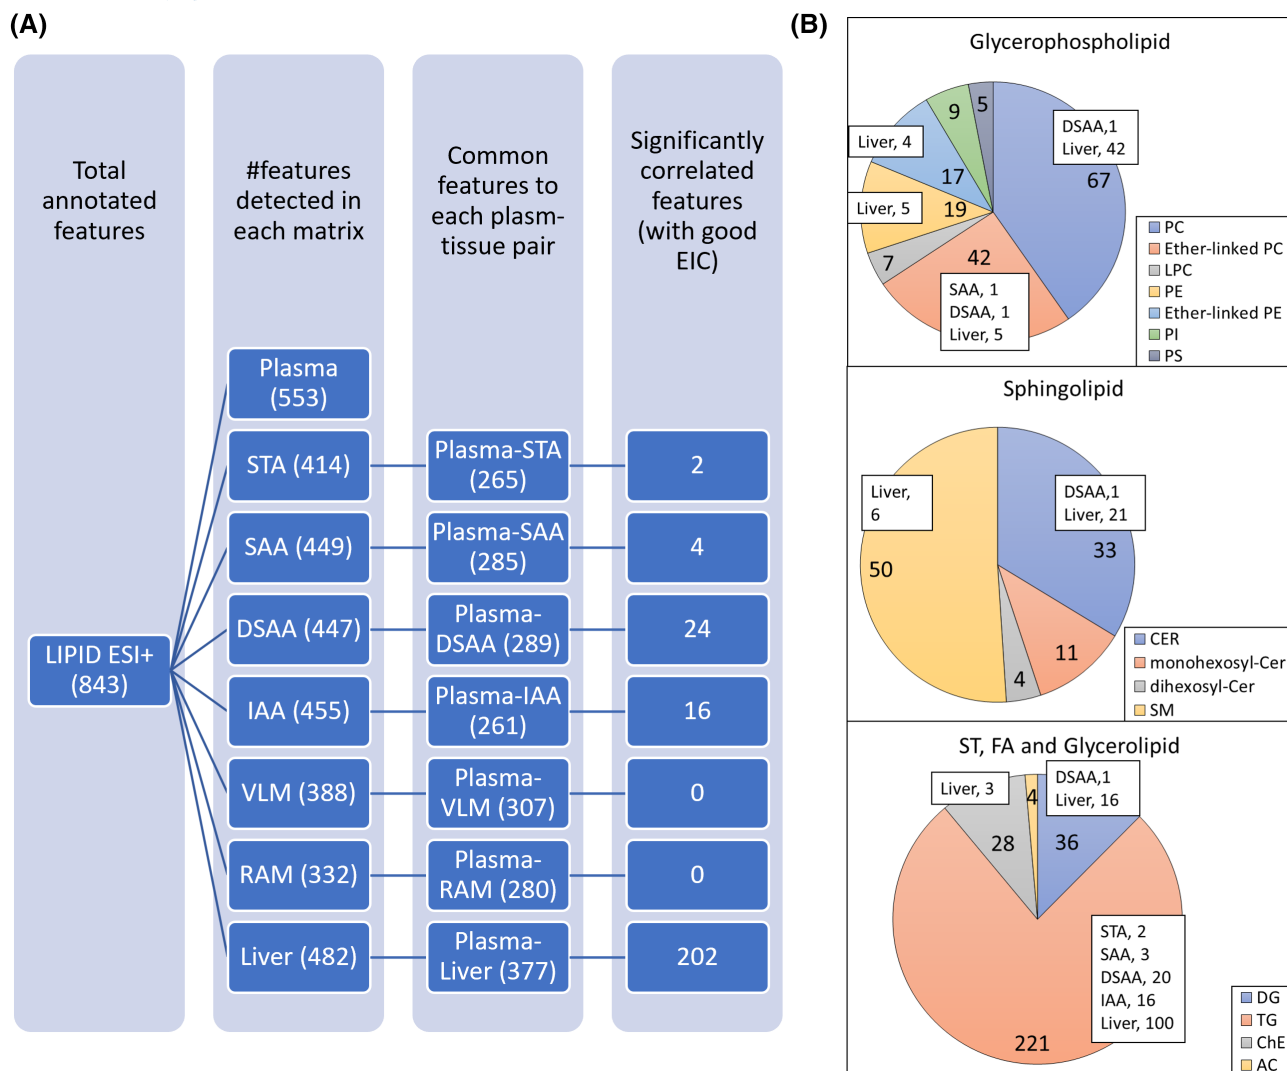 (A)
Total
annotated
features
#features
detected in
each matrix
Common
features to
each plasm-
tissue pair
Significantly
correlated
features
(with good
EIC)
LIPID ESI+
(843)
Plasma
(553)
STA (414)
Plasma-STA
(265)
2
SAA (449)
Plasma-SAA
(285)
4
DSAA (447)
Plasma-
DSAA (289)
24
IAA (455)
Plasma-IAA
(261)
16
VLM (388)
Plasma-
VLM (307)
0
RAM (332)
Plasma-
RAM (280)
0
Liver (482)
Plasma-
Liver (377)
202
(B)
Glycerophospholipid
DSAA,1
Liver, 42
67
42
SAA, 1
DSAA, 1
Liver, 5
7
Liver, 5
19
Liver, 4
17
9
5
PC
Ether-linked PC
LPC
PE
Ether-linked PE
PI
PS
Sphingolipid
DSAA,1
Liver, 21
33
11
4
Liver,
6
50
CER
monohexosyl-Cer
dihexosyl-Cer
SM
ST, FA and Glycerolipid
DSAA,1
Liver, 16
36
STA, 2
SAA, 3
DSAA, 20
IAA, 16
Liver, 100
221
Liver, 3
28
4
DG
TG
ChE
AC